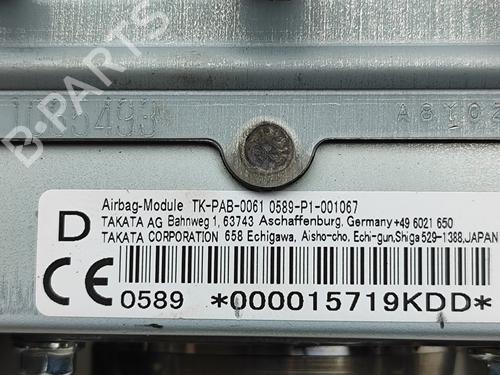 5493
A8Y02
Airbag-Module TK-PAB-0061 0589-P1-001067
D
TAKATA AG Bahnweg 1, 63743 Aschaffenburg. Germany+49 6021 650
TAKATA CORPORATION 658 Echigawa, Aisho-cho, Echi-gun,Shiga 529-1388,JAPAN
CE 0589 *000015719KDD*